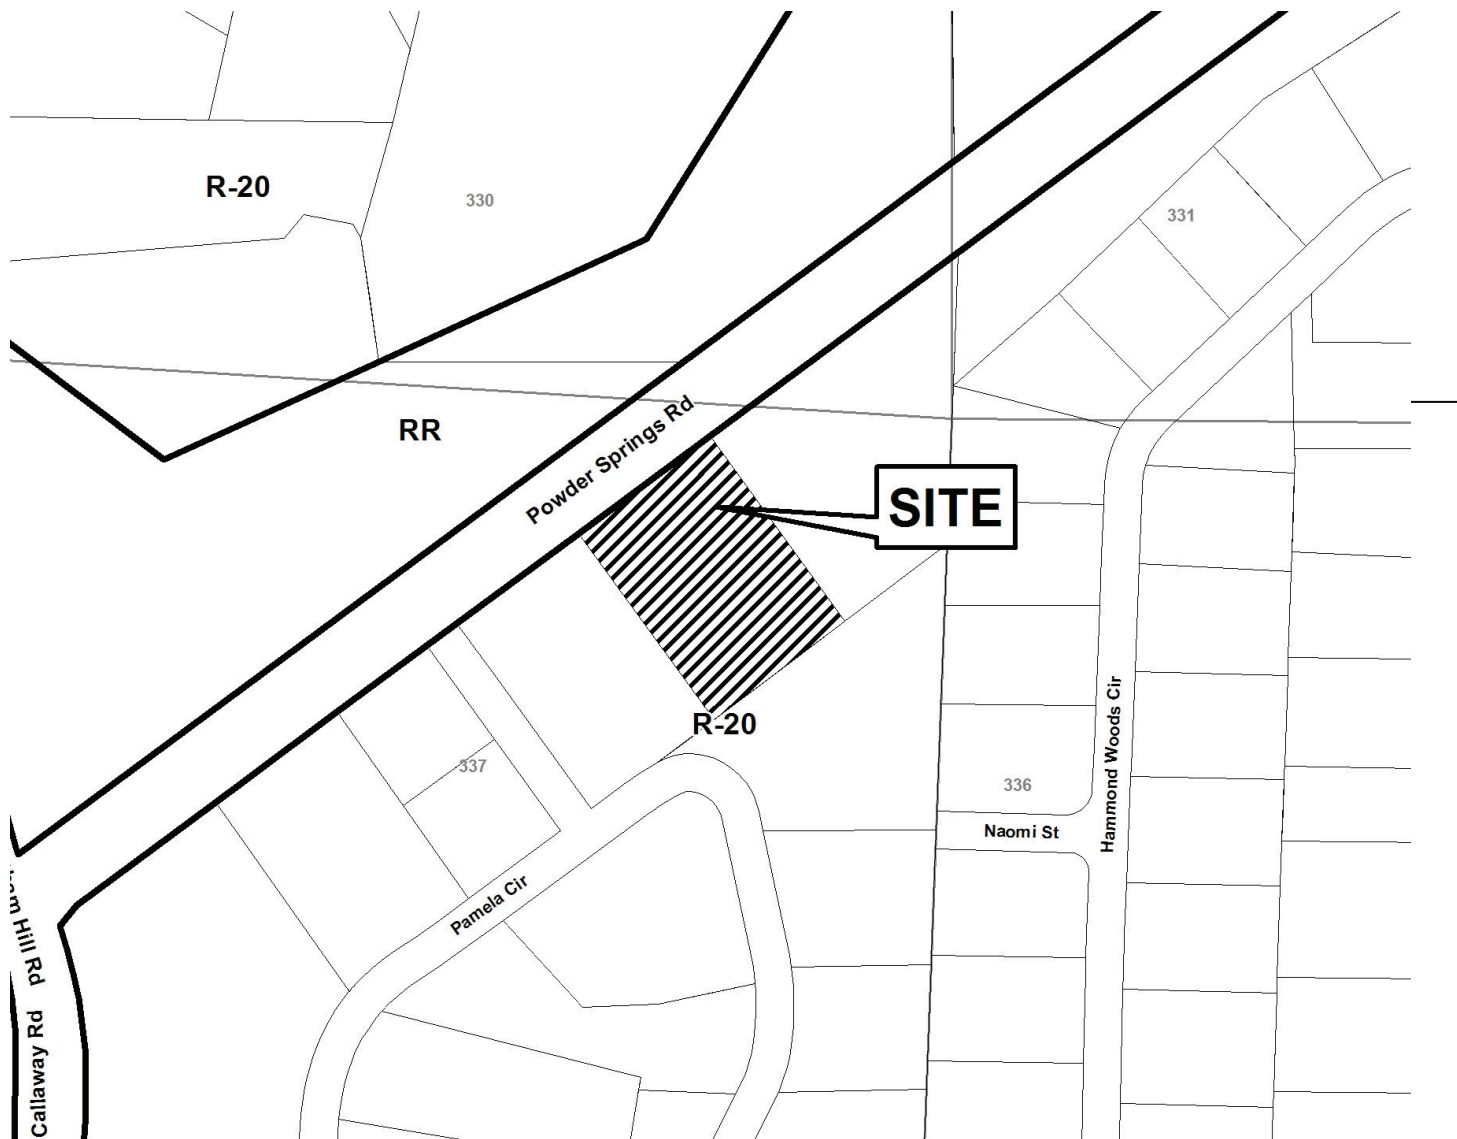 R-20
330
331
RR
Powder Springs Rd
SITE
R-20
337
336
Hammond Woods Cir
Naomi St
Pamela Cir
Hill Rd
Callaway Rd